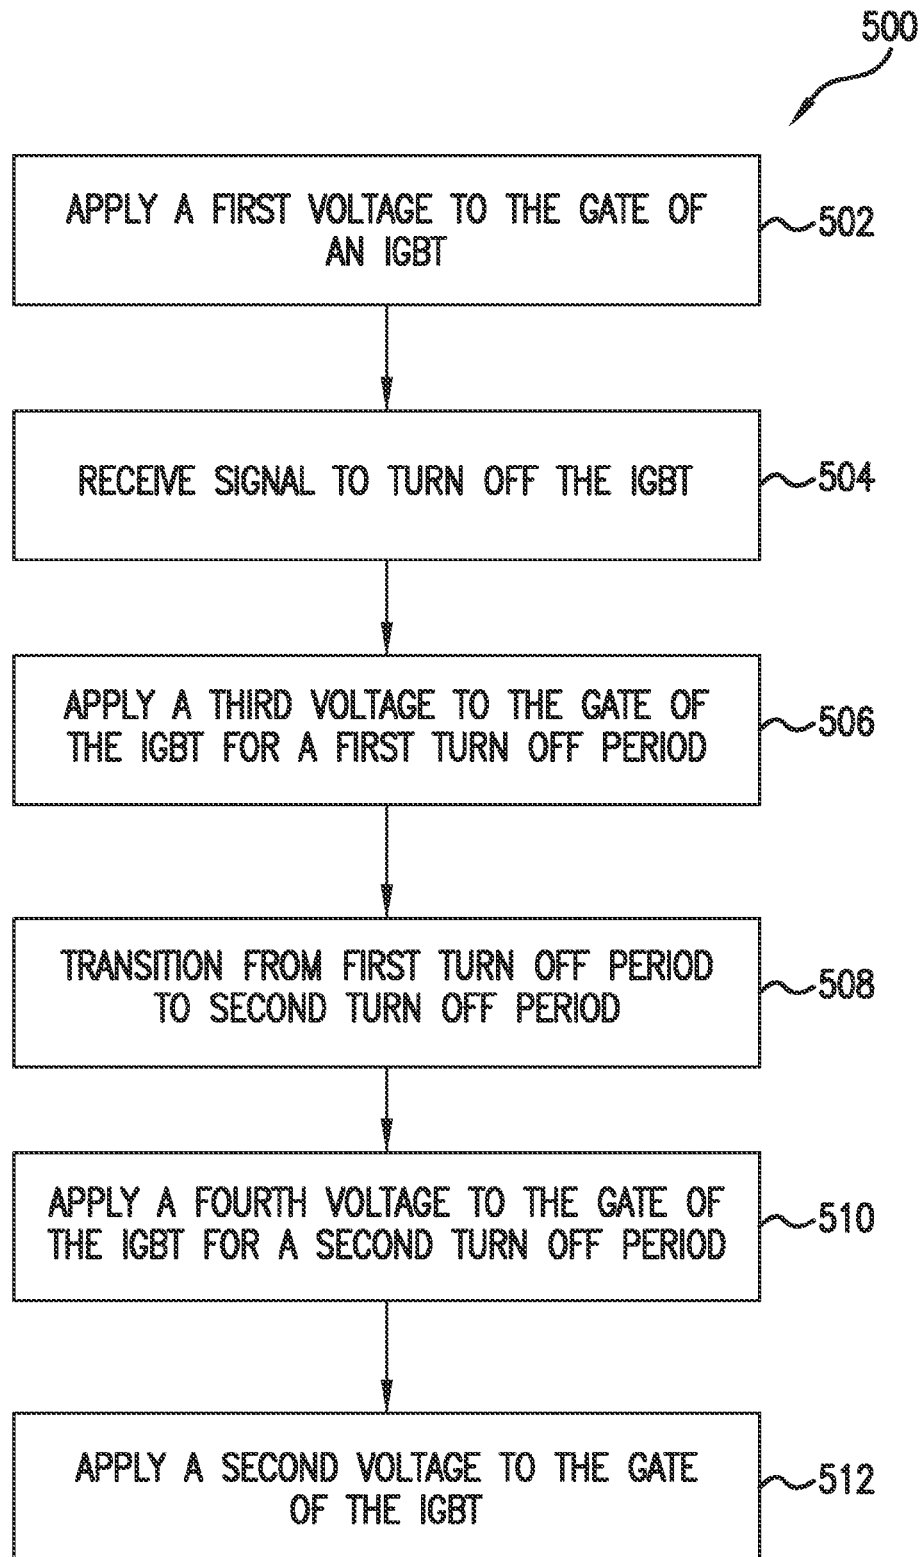 500
APPLY A FIRST VOLTAGE TO THE GATE OF
AN IGBT
502
RECEIVE SIGNAL TO TURN OFF THE IGBT
504
APPLY A THIRD VOLTAGE TO THE GATE OF
THE IGBT FOR A FIRST TURN OFF PERIOD
506
TRANSITION FROM FIRST TURN OFF PERIOD
TO SECOND TURN OFF PERIOD
508
APPLY A FOURTH VOLTAGE TO THE GATE OF
THE IGBT FOR A SECOND TURN OFF PERIOD
510
APPLY A SECOND VOLTAGE TO THE GATE
OF THE IGBT
512